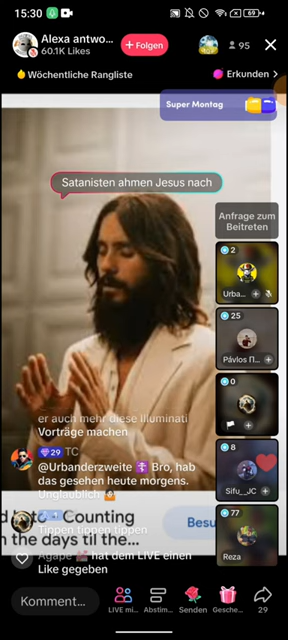 15:30
69
Alexa antwo...
60.1K Likes
+ Folgen
95
Wöchentliche Rangliste
Erkunden >
Super Montag
Satanisten ahmen Jesus nach
Anfrage zum
Beitreten
2
Urba...
25
Pávlos Π...
0
8
Sifu_JC
77
Reza
er auch mehr diese Illuminati
Vorträge machen
29 TC
@Urbanderzweite Bro, hab
das gesehen heute morgens.
Unglaublich
Counting
n the days til the...
Besu
Tippen tippen tippen
Agape hat dem LIVE einen
Like gegeben
Komment...
LIVE mi...
Abstim...
Senden
Gesche...
29